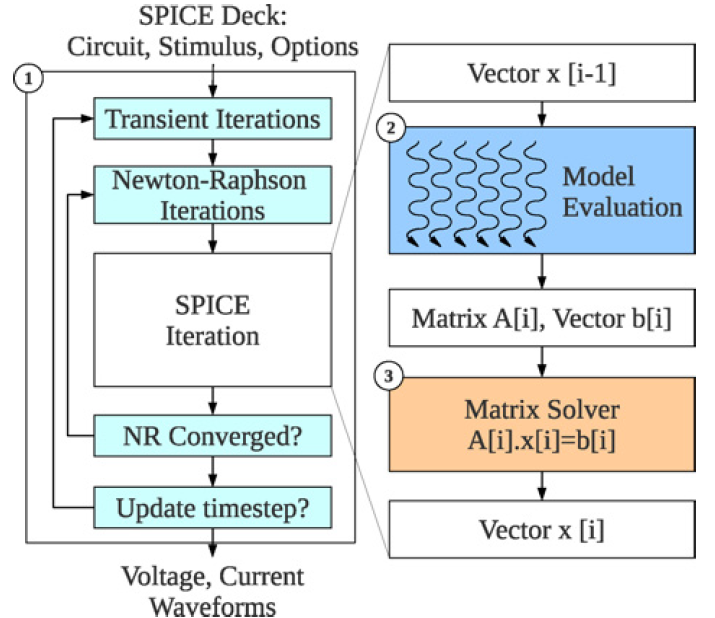 SPICE Deck:
Circuit, Stimulus, Options
1
Transient Iterations
Newton-Raphson
Iterations
SPICE
Iteration
NR Converged?
Update timestep?
Voltage, Current
Waveforms
Vector x [i-1]
2
Model
Evaluation
Matrix A[i], Vector b[i]
3
Matrix Solver
A[i].x[i]=b[i]
Vector x [i]